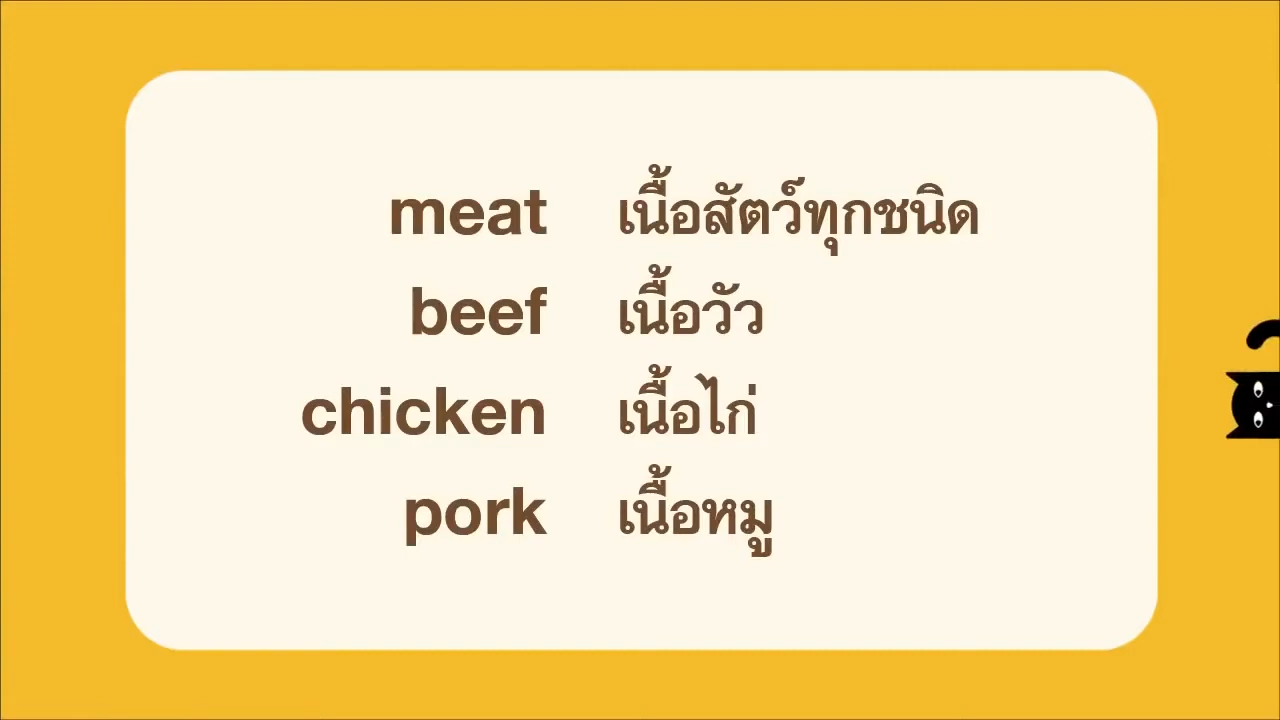 meat เนื้อสัตว์ทุกชนิด
beef เนื้อวัว
chicken เนื้อไก่
pork เนื้อหมู